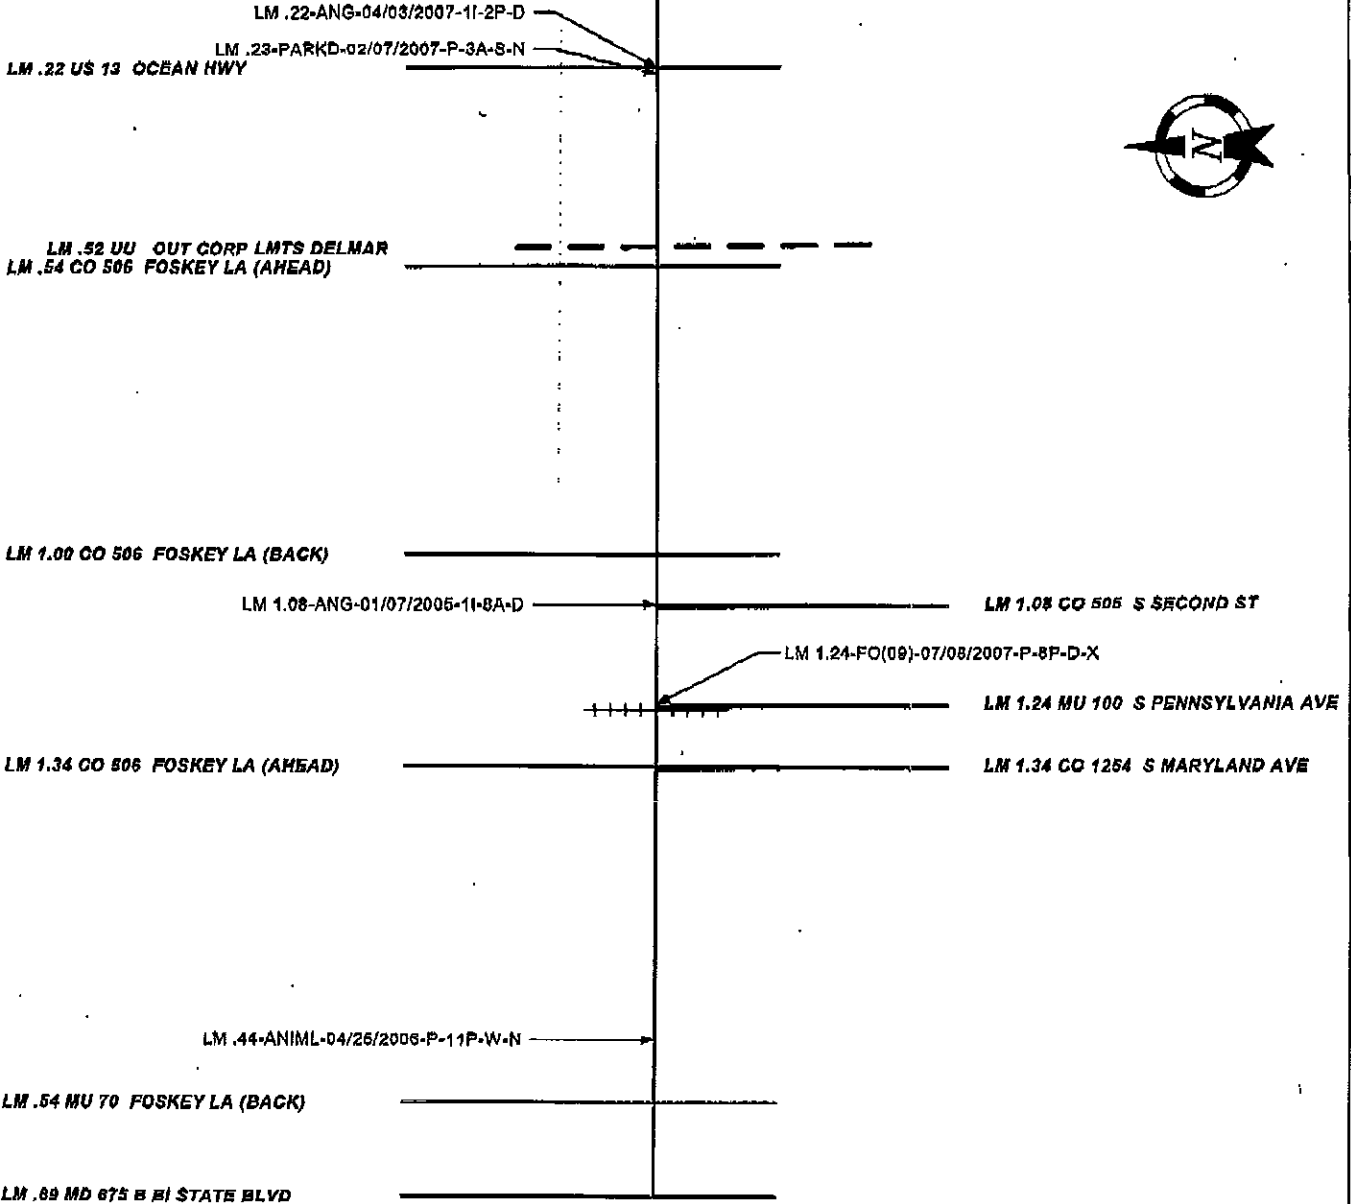 LM .22-ANG-04/03/2007-1I-2P-D
LM .23-PARKD-02/07/2007-P-3A-S-N
LM .22 US 13 OCEAN HWY
N
LM .52 UU OUT CORP LMTS DELMAR
LM .54 CO 506 FOSKEY LA (AHEAD)
LM 1.00 CO 506 FOSKEY LA (BACK)
LM 1.08-ANG-01/07/2005-1I-8A-D
LM 1.08 CO 505 S SECOND ST
LM 1.24-FO(09)-07/08/2007-P-8P-D-X
LM 1.24 MU 100 S PENNSYLVANIA AVE
LM 1.34 CO 506 FOSKEY LA (AHEAD)
LM 1.34 CO 1254 S MARYLAND AVE
LM .44-ANIML-04/25/2006-P-11P-W-N
LM .54 MU 70 FOSKEY LA (BACK)
LM .69 MD 675 B BI STATE BLVD